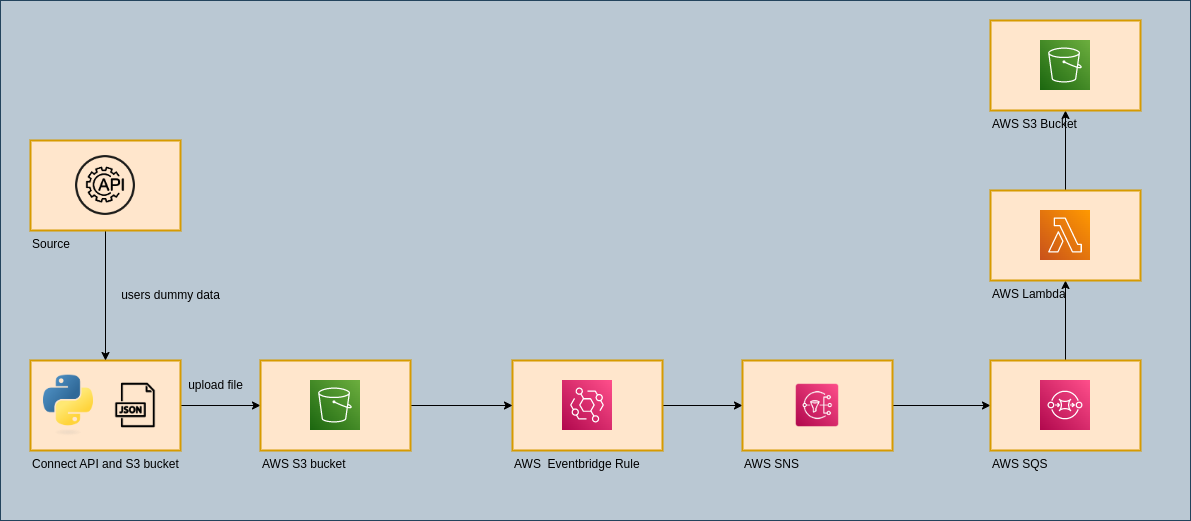 AWS S3 Bucket
API
Source
users dummy data
AWS Lambda
upload file
JSON
Connect API and S3 bucket
AWS S3 bucket
AWS  Eventbridge Rule
AWS SNS
AWS SQS